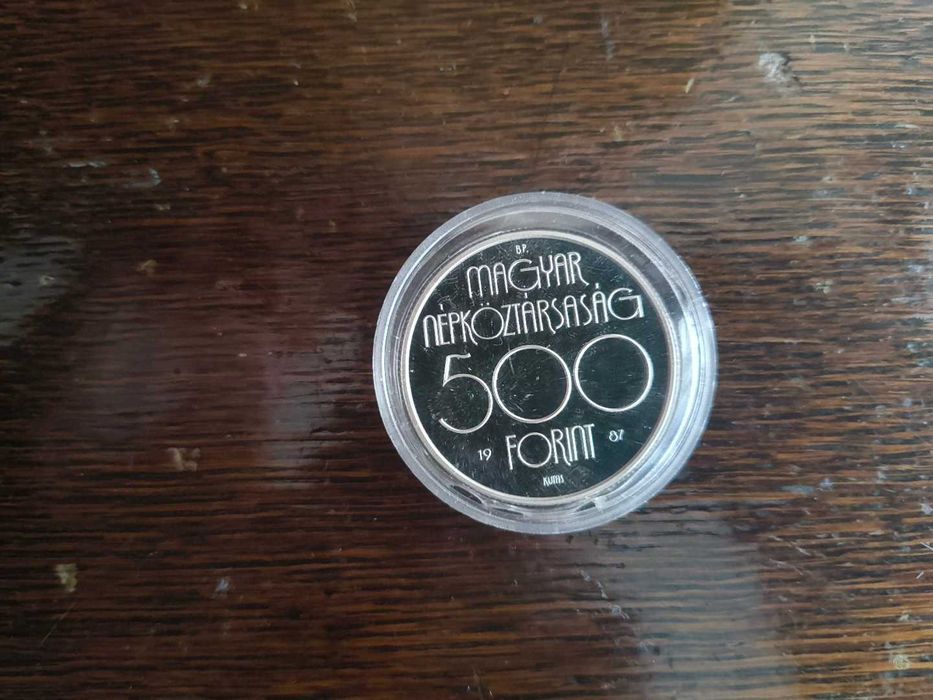 BP.
MAGYAR
NÉPKÖZTÁRSASÁG
500
19 FORINT 87